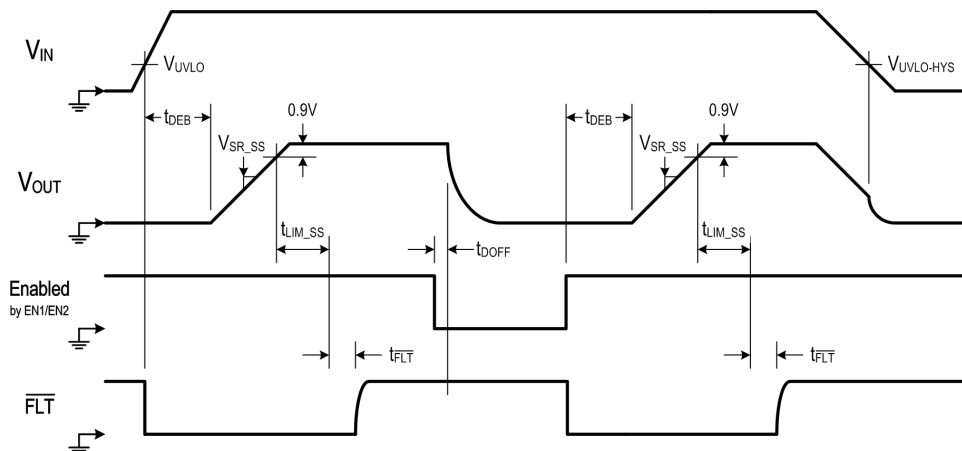 VIN
VUVLO
VUVLO-HYS
tDEB
0.9V
tDEB
0.9V
VSR_SS
VSR_SS
VOUT
tLIM_SS
tDOFF
tLIM_SS
Enabled
by EN1/EN2
tFLT
tFLT
FLT